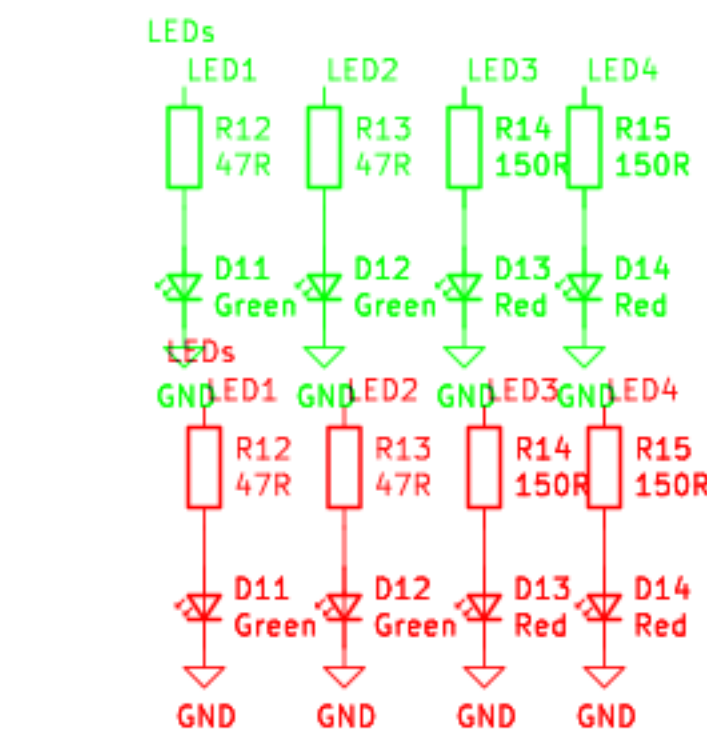 LEDs
LED1 LED2 LED3 LED4
R12 R13 R14 R15
47R 47R 150R 150R
D11 D12 D13 D14
Green Green Red Red
LEDs
GND GND GND GND
LED1 LED2 LED3 LED4
R12 R13 R14 R15
47R 47R 150R 150R
D11 D12 D13 D14
Green Green Red Red
GND GND GND GND